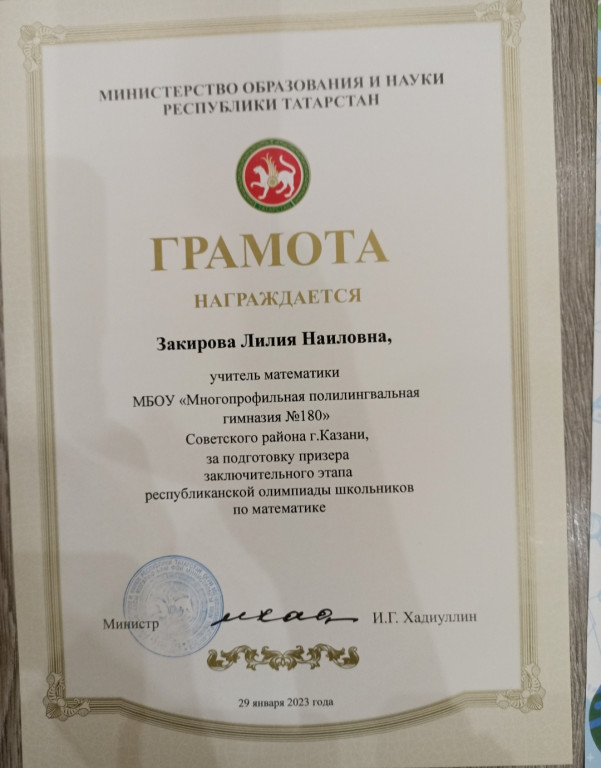 МИНИСТЕРСТВО ОБРАЗОВАНИЯ И НАУКИ
РЕСПУБЛИКИ ТАТАРСТАН
ГРАМОТА
НАГРАЖДАЕТСЯ
Закирова Лилия Наиловна,
учитель математики
МБОУ «Многопрофильная полилингвальная
гимназия №180»
Советского района г.Казани,
за подготовку призера
заключительного этапа
республиканской олимпиады школьников
по математике
Министр
И.Г. Хадиуллин
29 января 2023 года